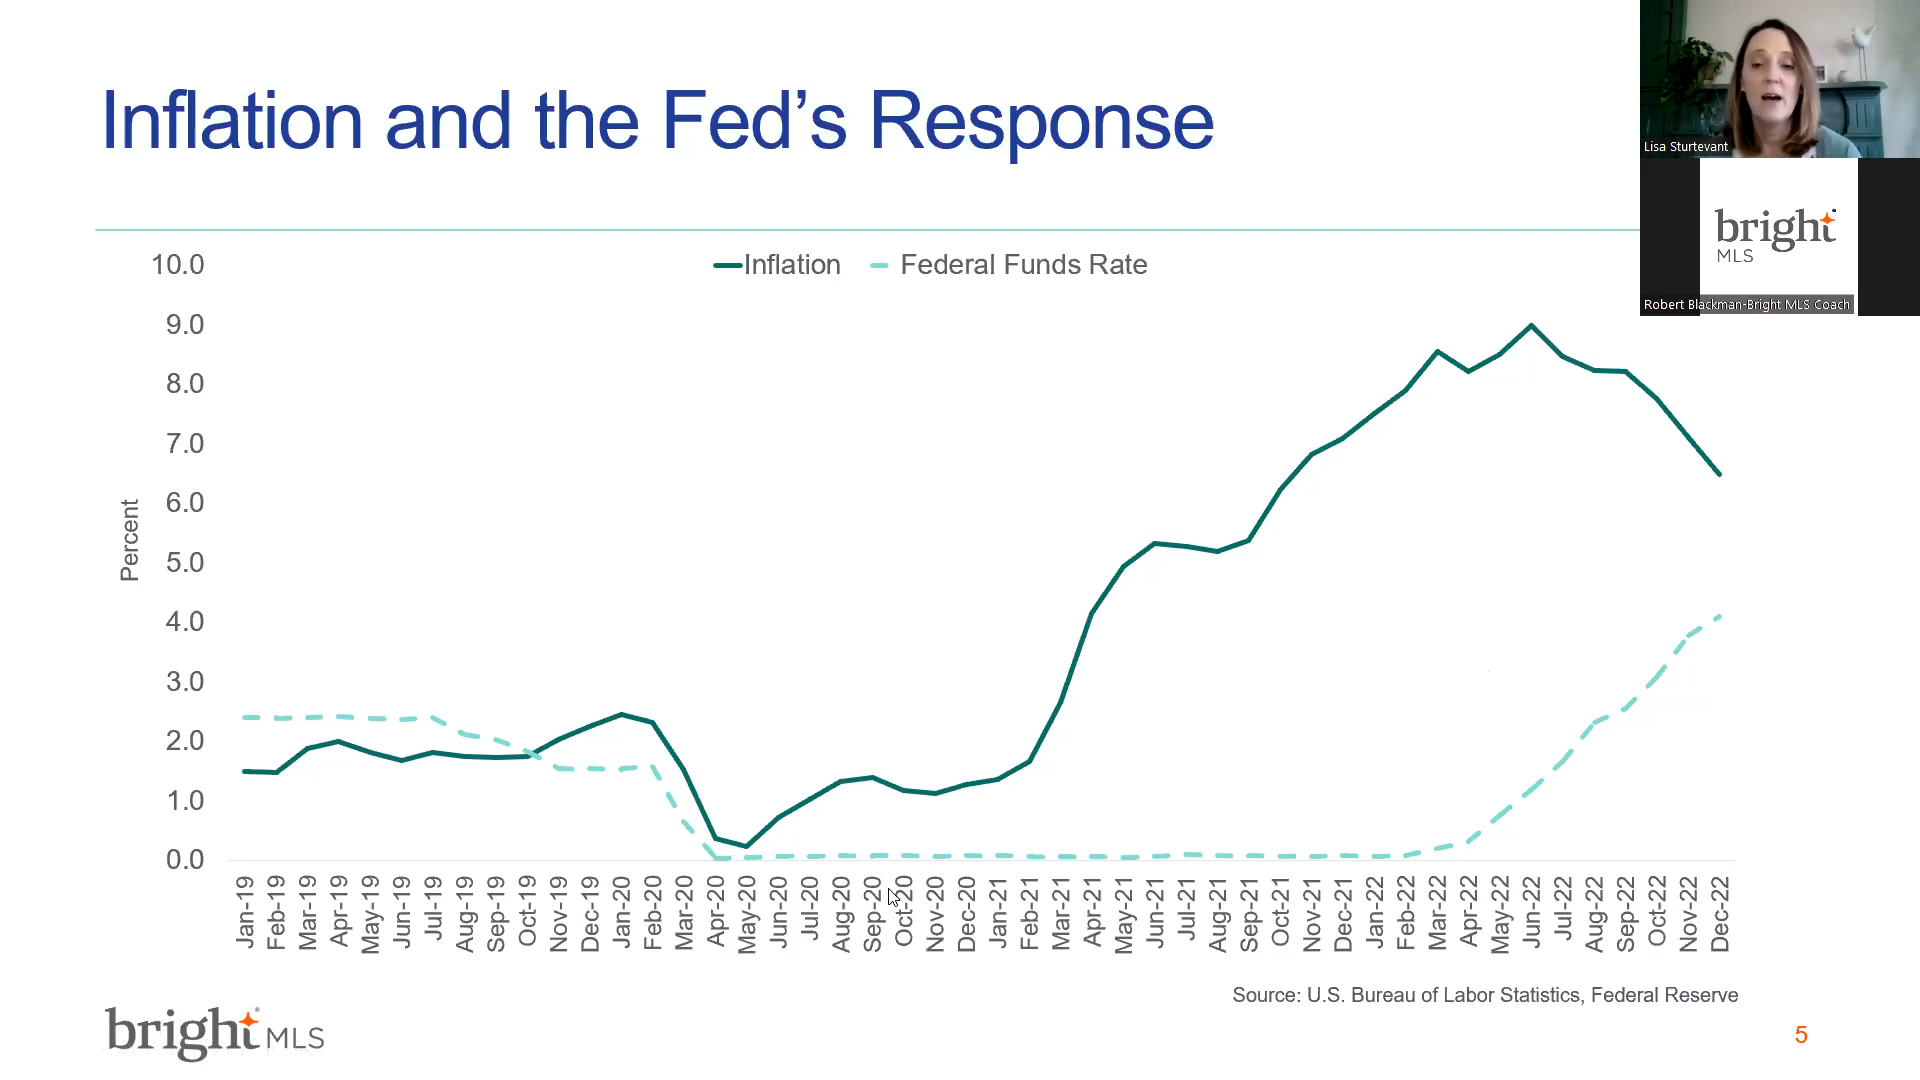 Inflation and the Fed’s Response
Lisa Sturtevant
bright
MLS
Robert Blackman-Bright MLS Coach
Inflation
Federal Funds Rate
Percent
10.0
9.0
8.0
7.0
6.0
5.0
4.0
3.0
2.0
1.0
0.0
Jan-19
Feb-19
Mar-19
Apr-19
May-19
Jun-19
Jul-19
Aug-19
Sep-19
Oct-19
Nov-19
Dec-19
Jan-20
Feb-20
Mar-20
Apr-20
May-20
Jun-20
Jul-20
Aug-20
Sep-20
Oct-20
Nov-20
Dec-20
Jan-21
Feb-21
Mar-21
Apr-21
May-21
Jun-21
Jul-21
Aug-21
Sep-21
Oct-21
Nov-21
Dec-21
Jan-22
Feb-22
Mar-22
Apr-22
May-22
Jun-22
Jul-22
Aug-22
Sep-22
Oct-22
Nov-22
Dec-22
Source: U.S. Bureau of Labor Statistics, Federal Reserve
bright MLS
5